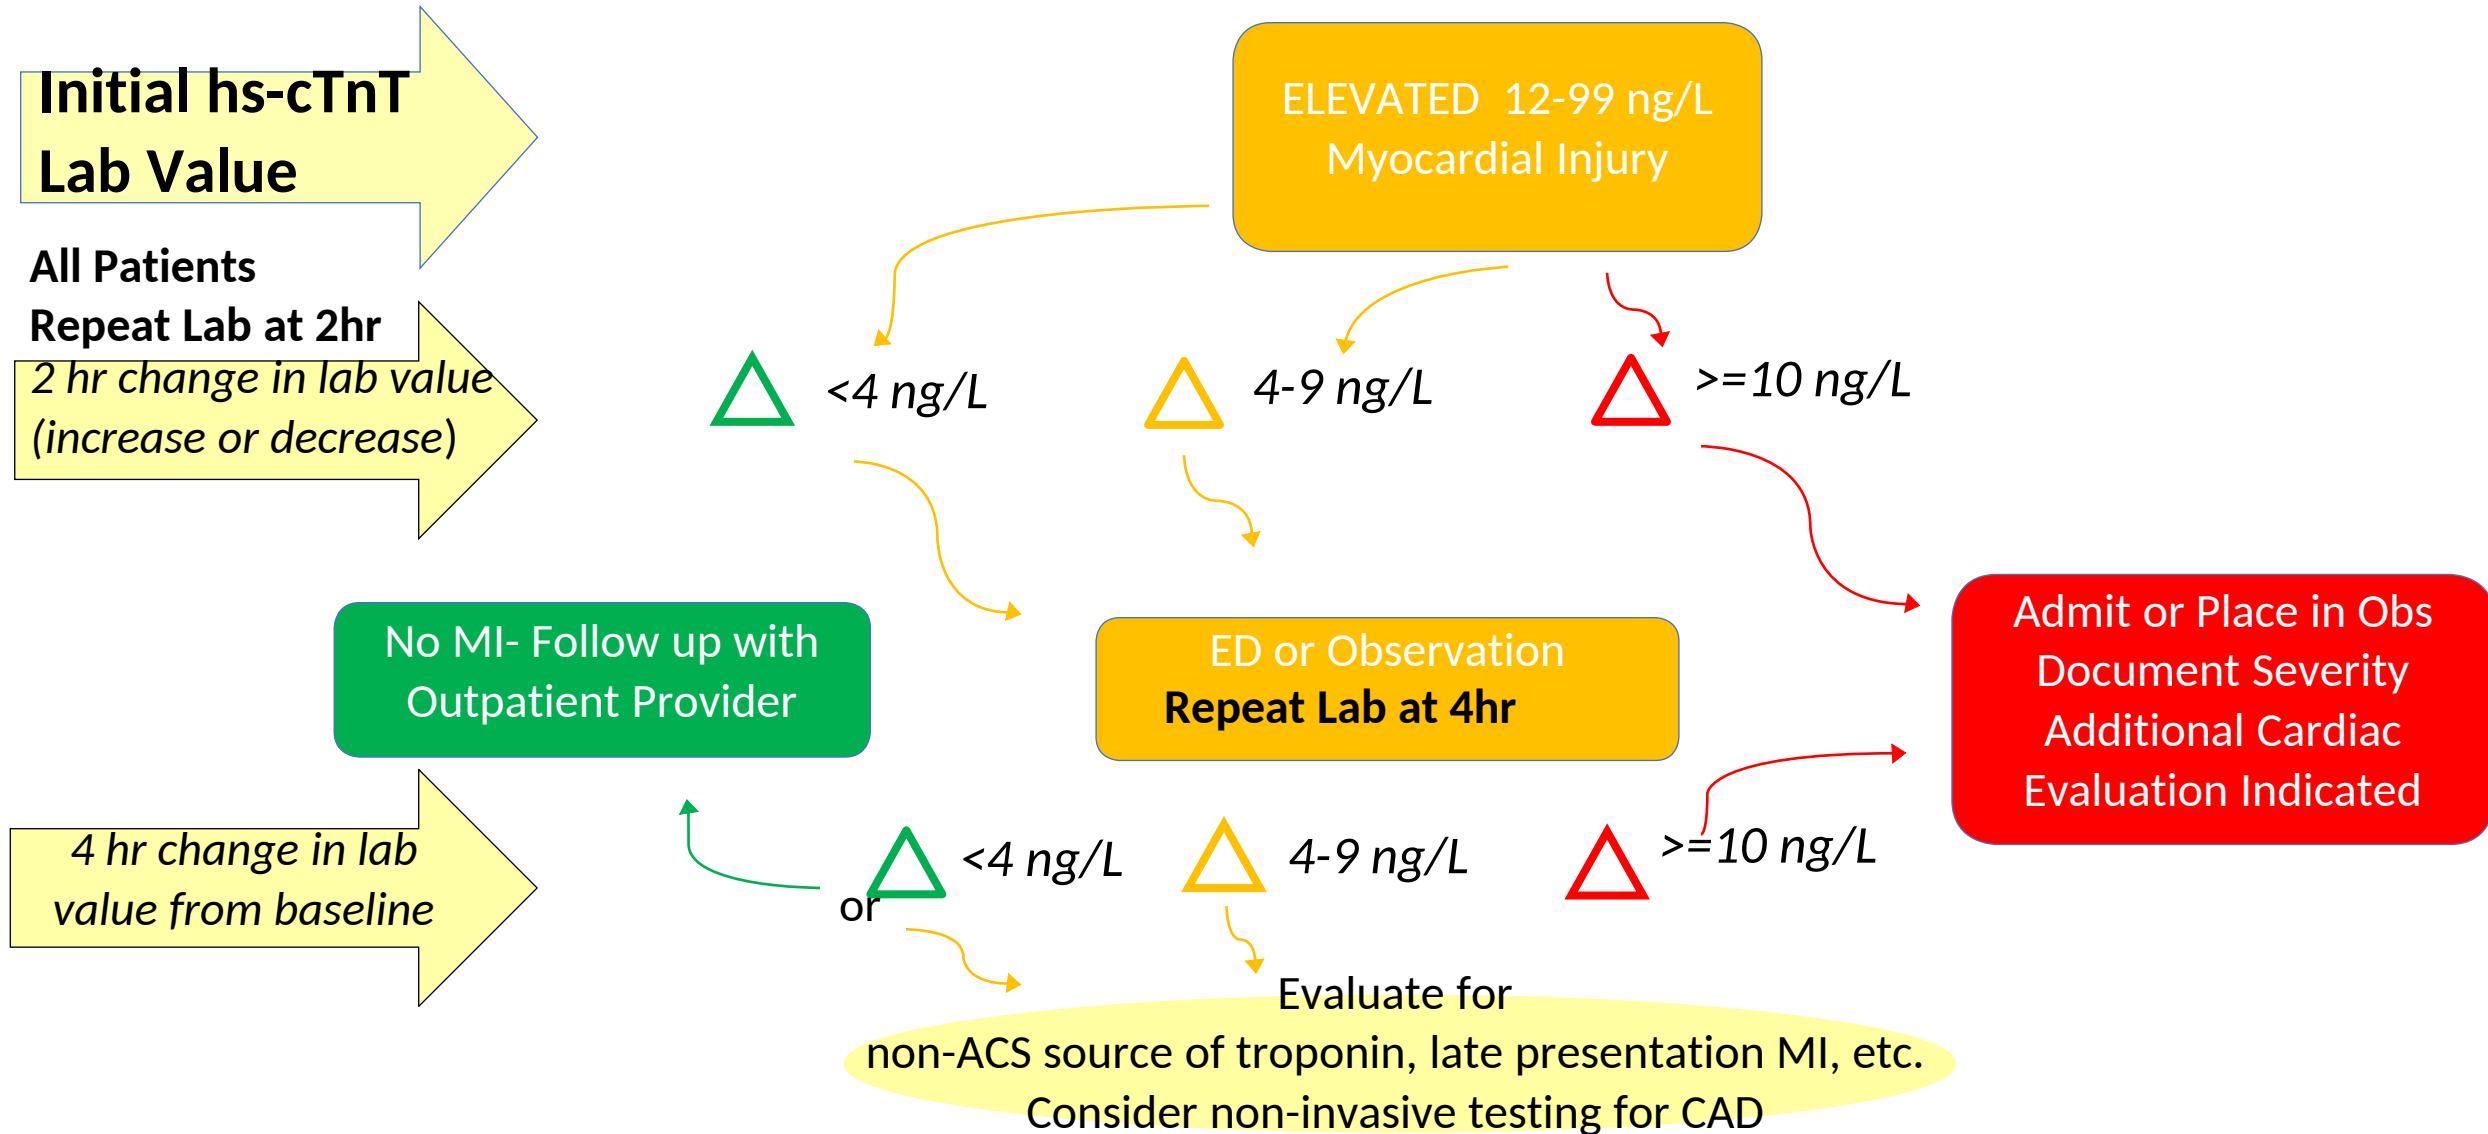 Initial hs-cTnT
Lab Value
ELEVATED  12-99 ng/L
Myocardial Injury
All Patients
Repeat Lab at 2hr
2 hr change in lab value
(increase or decrease)
<4 ng/L
4-9 ng/L
>=10 ng/L
No MI- Follow up with
Outpatient Provider
ED or Observation
Repeat Lab at 4hr
Admit or Place in Obs
Document Severity
Additional Cardiac
Evaluation Indicated
4 hr change in lab
value from baseline
or
<4 ng/L
4-9 ng/L
>=10 ng/L
Evaluate for
non-ACS source of troponin, late presentation MI, etc.
Consider non-invasive testing for CAD